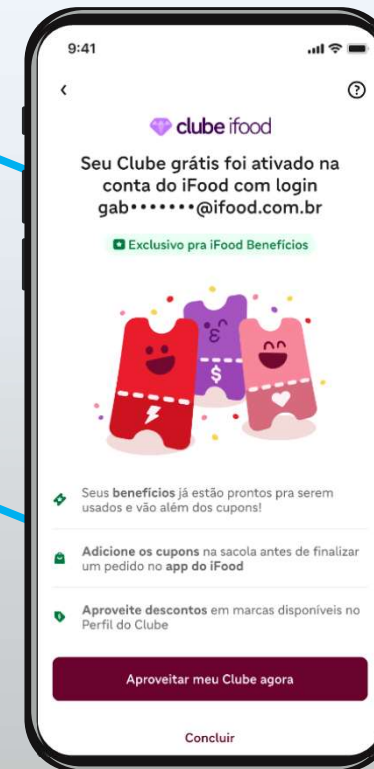 9:41
clube ifood
Seu Clube grátis foi ativado na
conta do iFood com login
gab•••••••@ifood.com.br
Exclusivo pra iFood Benefícios
$
Seus benefícios já estão prontos pra serem
usados e vão além dos cupons!
Adicione os cupons na sacola antes de finalizar
um pedido no app do iFood
Aproveite descontos em marcas disponíveis no
Perfil do Clube
Aproveitar meu Clube agora
Concluir